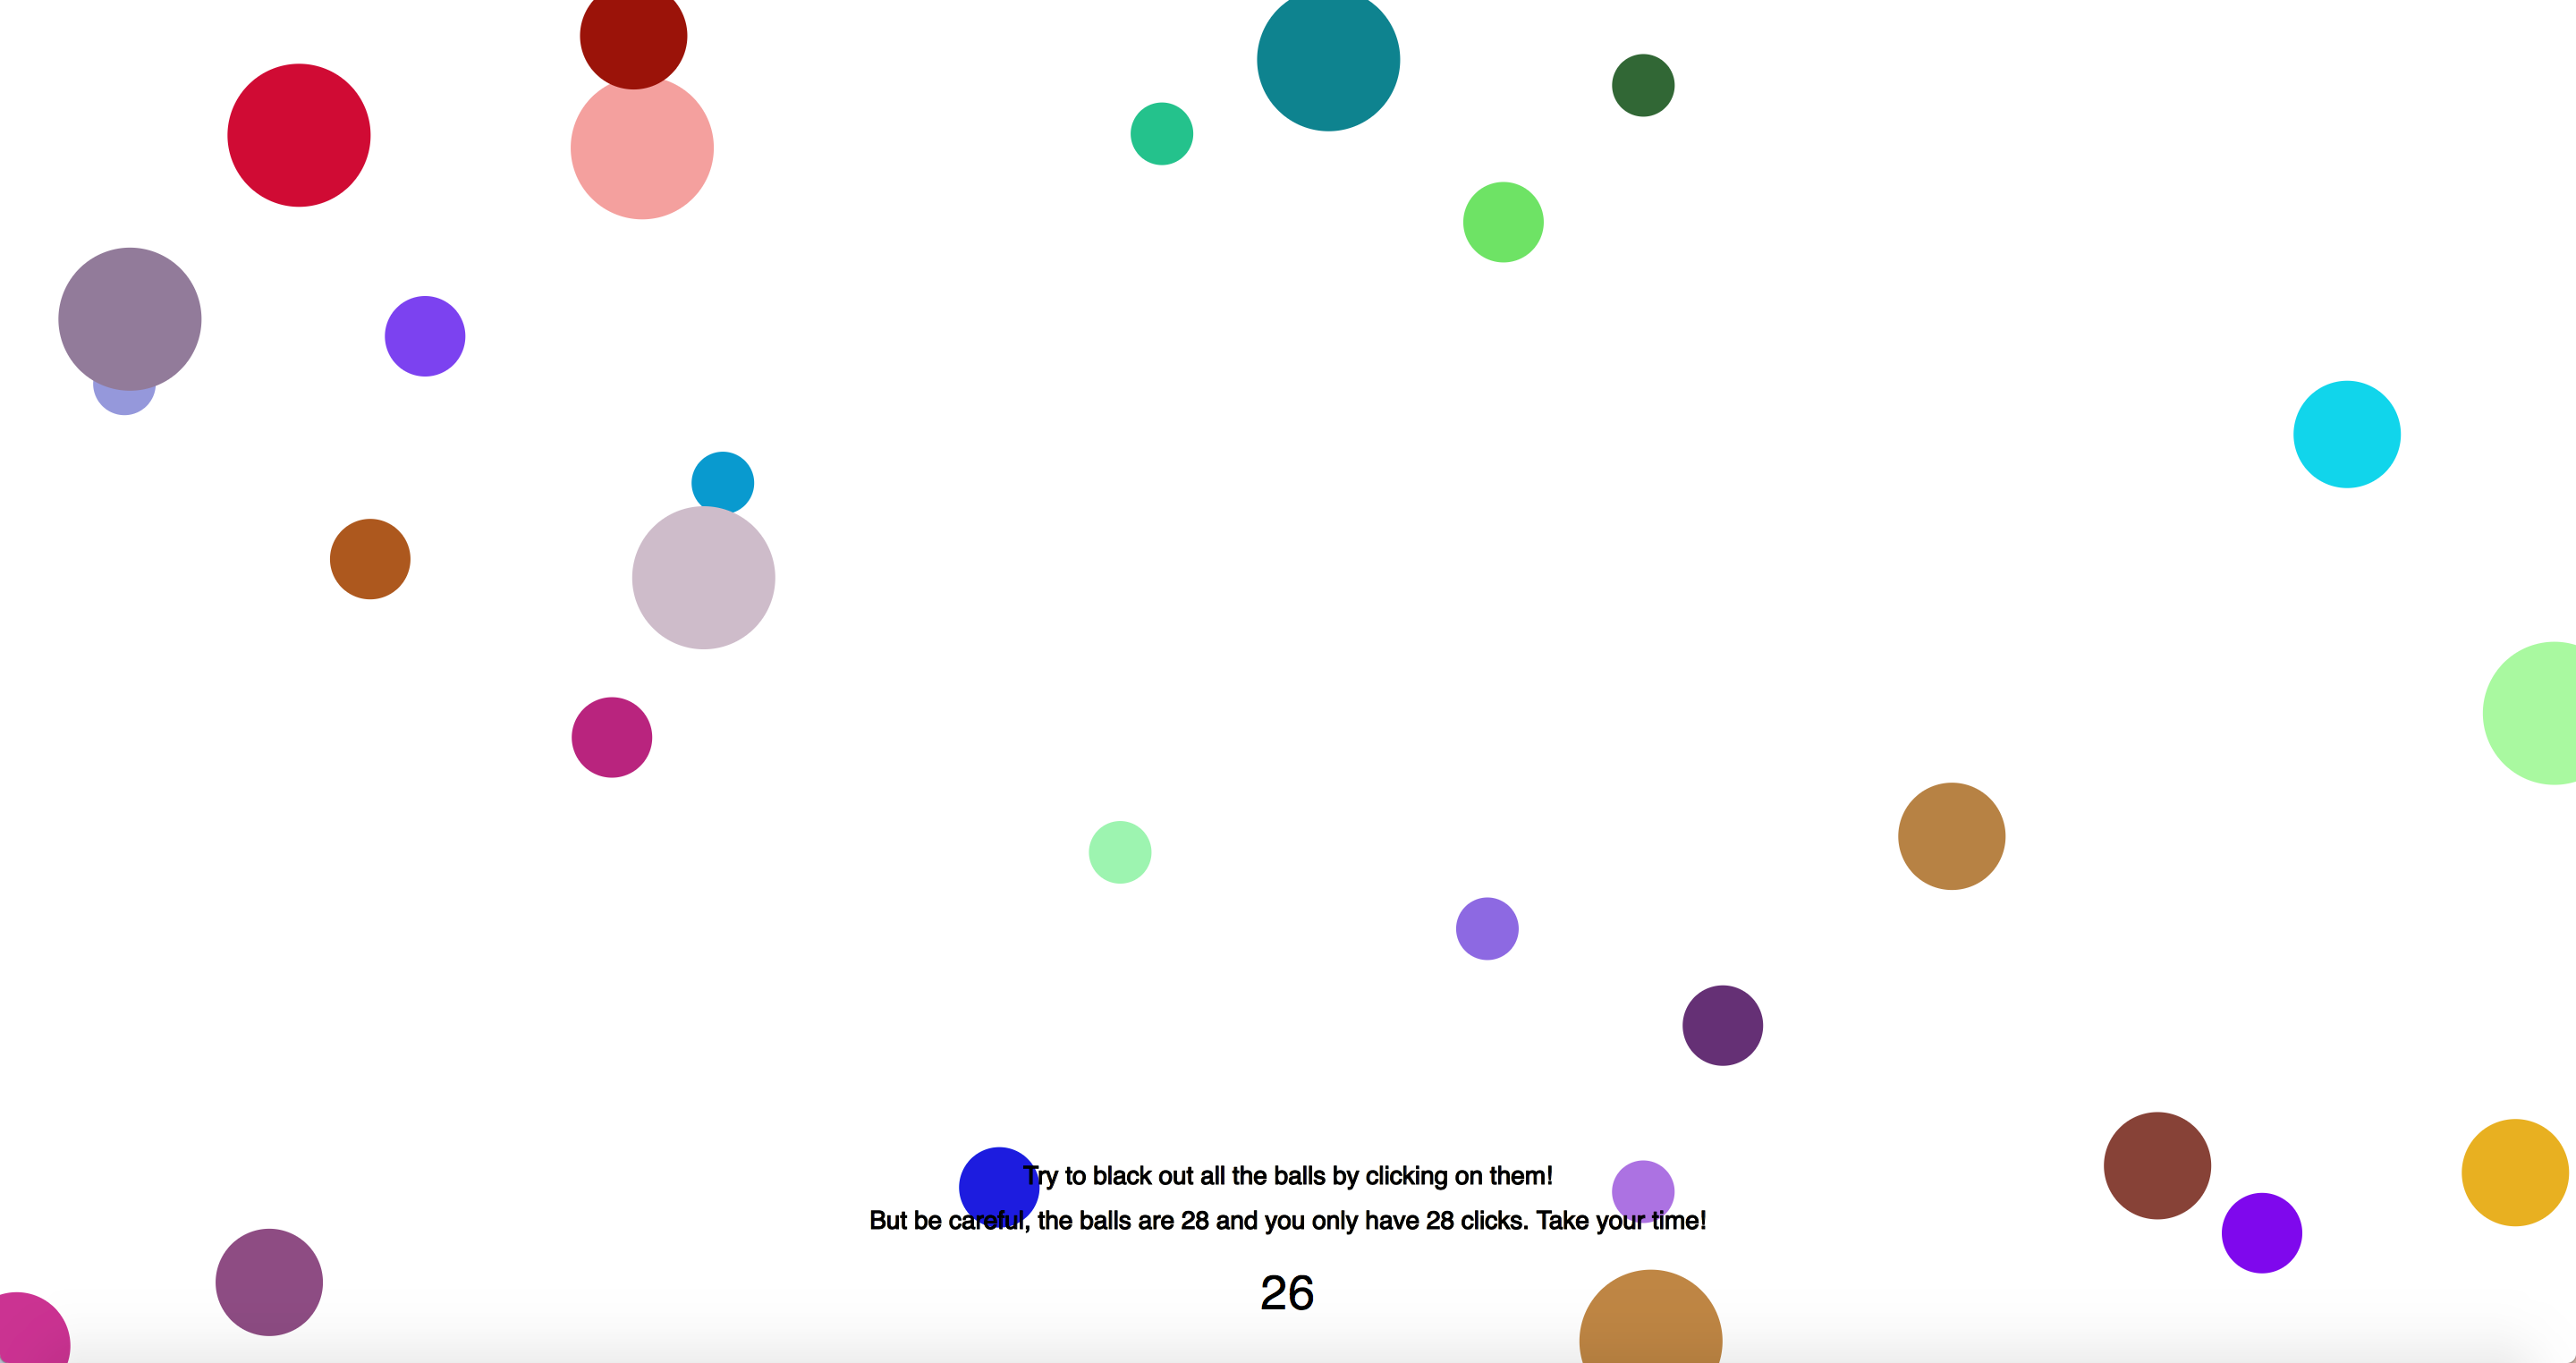 Try to black out all the balls by clicking on them!
But be careful, the balls are 28 and you only have 28 clicks. Take your time!
26